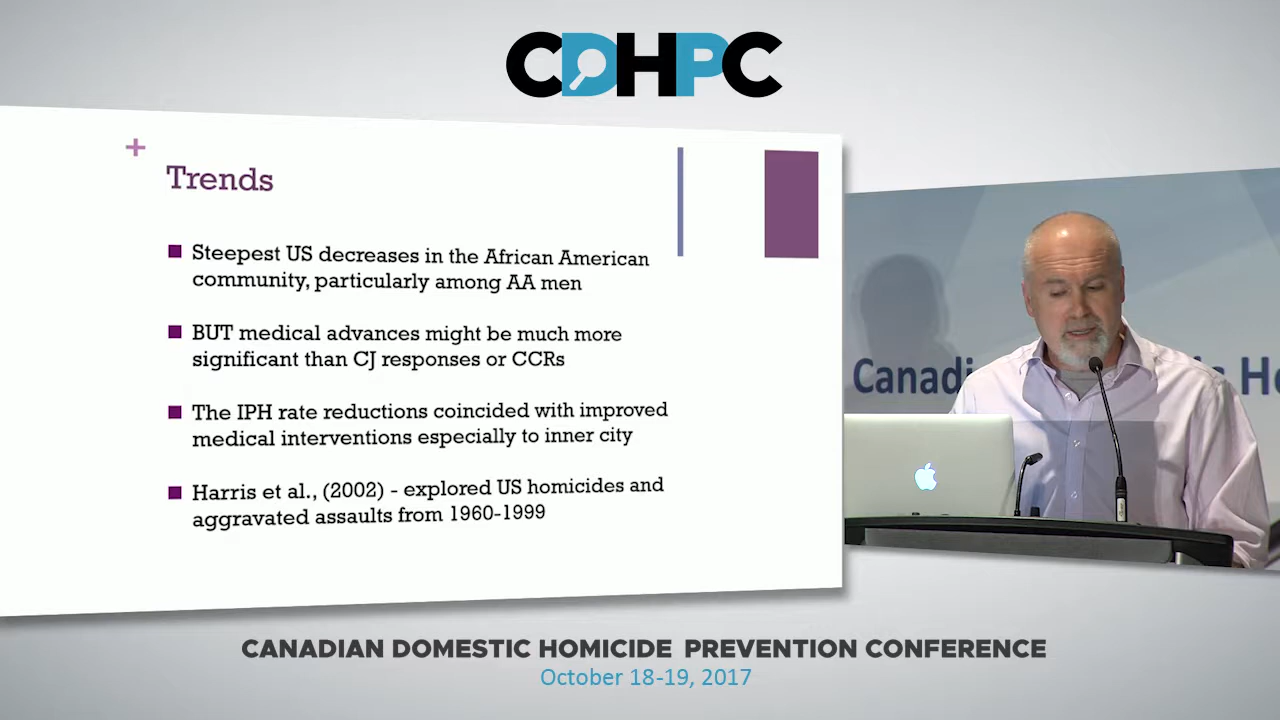 CDHPC
+
Trends
Steepest US decreases in the African American
community, particularly among AA men
BUT medical advances might be much more
significant than CJ responses or CCRs
The IPH rate reductions coincided with improved
medical interventions especially to inner city
Harris et al., (2002) - explored US homicides and
aggravated assaults from 1960-1999
Canadi
Ho
CANADIAN DOMESTIC HOMICIDE PREVENTION CONFERENCE
October 18-19, 2017